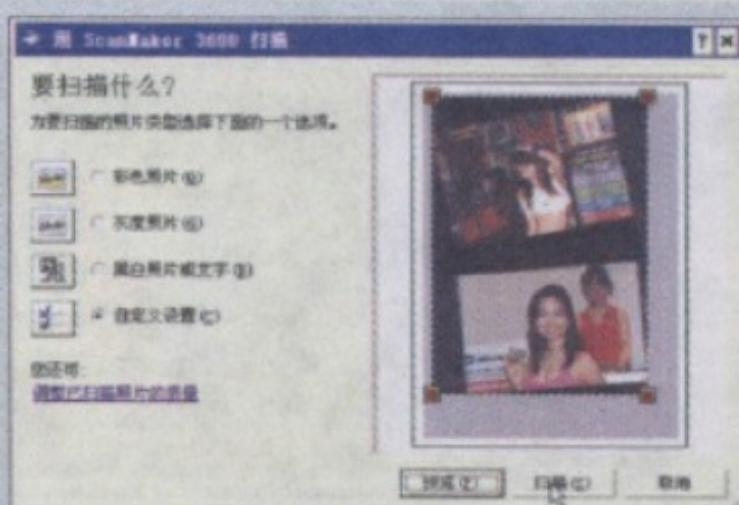 用 ScanMaker 3600 扫描
要扫描什么?
为要扫描的照片类型选择下面的一个选项。
彩色照片(N)
灰度照片(G)
黑白照片或文字(B)
自定义设置(C)
您还可:
调整已扫描照片的质量
预览(P)
扫描(C)
取消